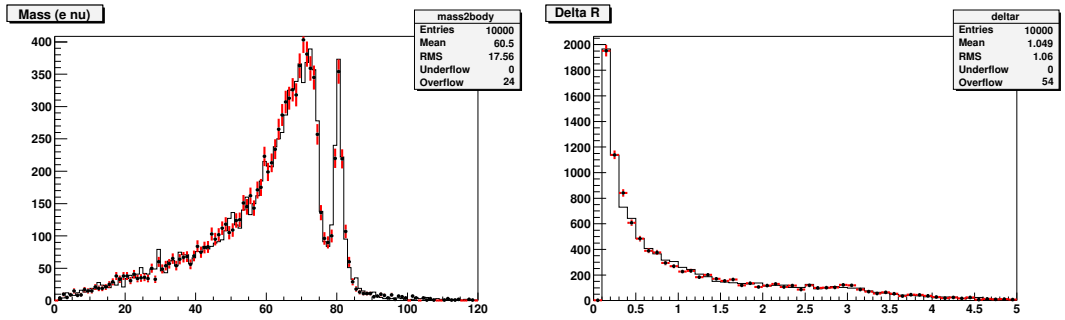 Mass (e nu)
mass2body
Entries 10000
Mean 60.5
RMS 17.56
Underflow 0
Overflow 24
400
350
300
250
200
150
100
50
0
0 20 40 60 80 100 120
Delta R
deltar
Entries 10000
Mean 1.049
RMS 1.06
Underflow 0
Overflow 54
2000
1800
1600
1400
1200
1000
800
600
400
200
0
0 0.5 1 1.5 2 2.5 3 3.5 4 4.5 5